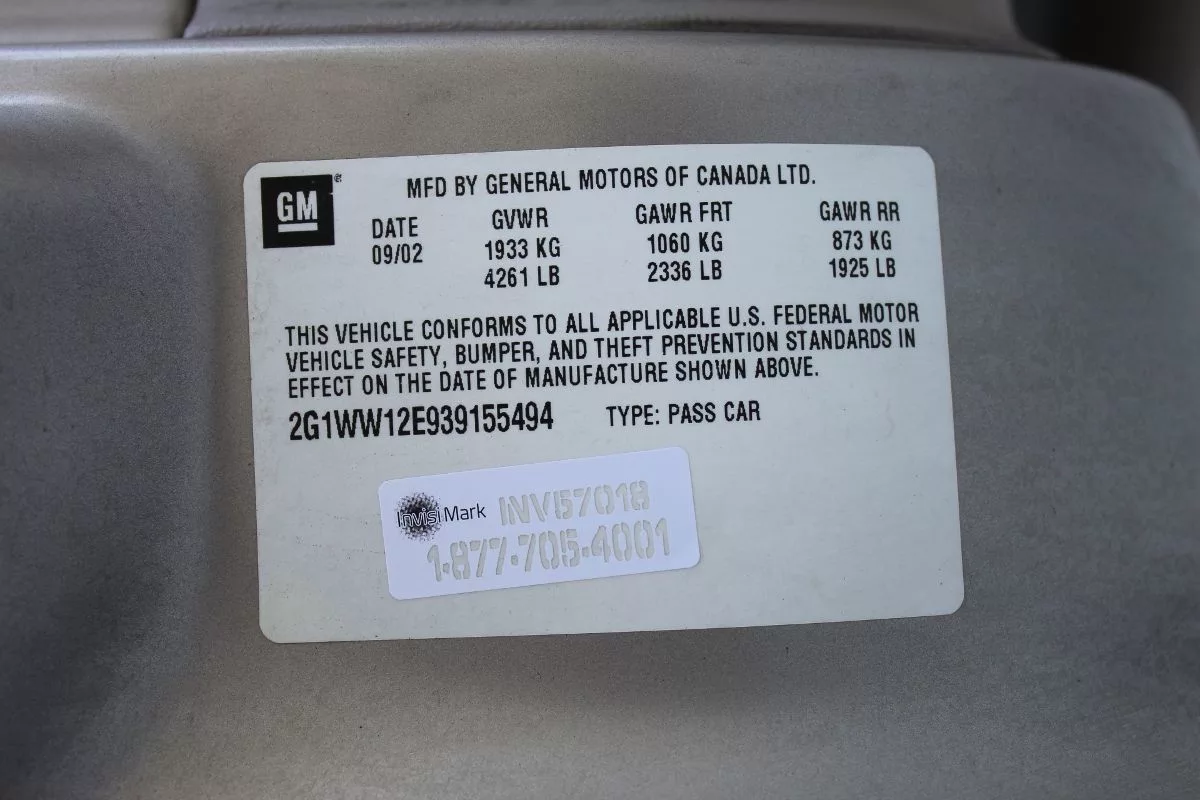 GM®
MFD BY GENERAL MOTORS OF CANADA LTD.
DATE GVWR GAWR FRT GAWR RR
09/02 1933 KG 1060 KG 873 KG
4261 LB 2336 LB 1925 LB
THIS VEHICLE CONFORMS TO ALL APPLICABLE U.S. FEDERAL MOTOR
VEHICLE SAFETY, BUMPER, AND THEFT PREVENTION STANDARDS IN
EFFECT ON THE DATE OF MANUFACTURE SHOWN ABOVE.
2G1WW12E939155494 TYPE: PASS CAR
InvisiMark INV57018
1-877-705-4001